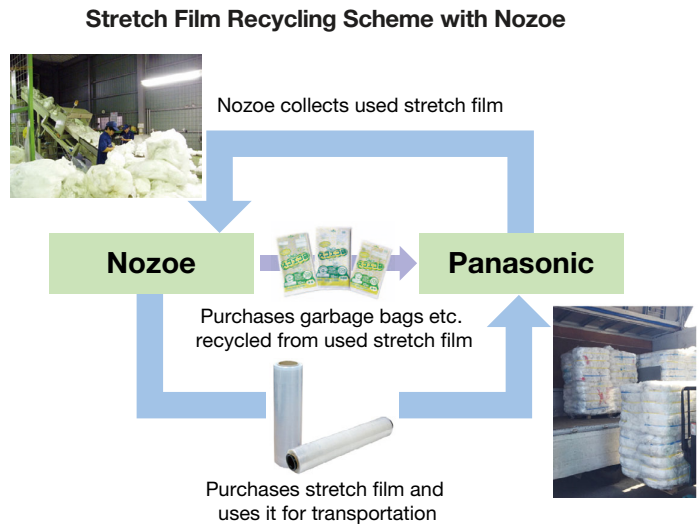 Stretch Film Recycling Scheme with Nozoe
Nozoe collects used stretch film
Nozoe
Panasonic
Purchases garbage bags etc.
recycled from used stretch film
Purchases stretch film and
uses it for transportation